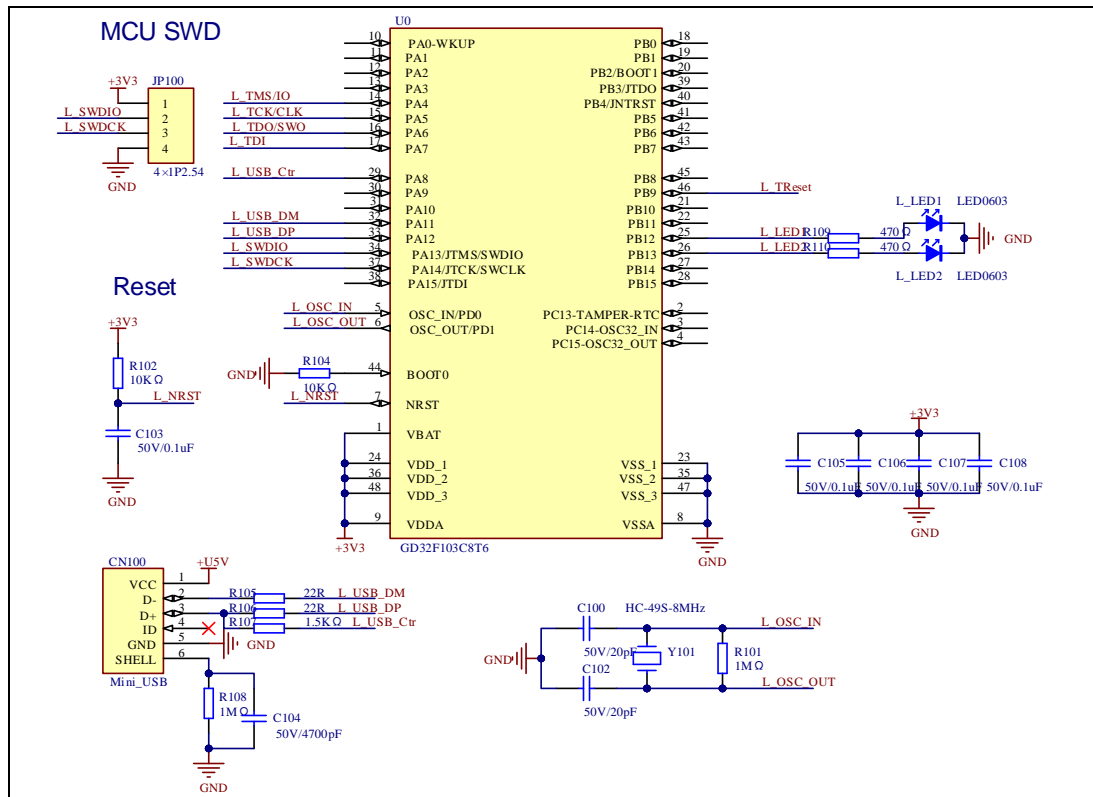 MCU SWD
+3V3
JP100
1
L_SWDIO 2
L_SWDCK 3
4
GND
4×1P2.54
U0
10 PA0-WKUP
11 PA1
12 PA2
13 PA3
L_TMS/IO 14 PA4
L_TCK/CLK 15 PA5
L_TDO/SWO 16 PA6
L_TDI 17 PA7
L_USB_Ctr 29 PA8
30 PA9
31 PA10
L_USB_DM 32 PA11
L_USB_DP 33 PA12
L_SWDIO 34 PA13/JTMS/SWDIO
L_SWDCK 37 PA14/JTCK/SWCLK
38 PA15/JTDI
L_OSC_IN 5 OSC_IN/PD0
L_OSC_OUT 6 OSC_OUT/PD1
GND R104 10KΩ 44 BOOT0
L_NRST 7 NRST
1 VBAT
24 VDD_1
36 VDD_2
48 VDD_3
9 VDDA
+3V3
GD32F103C8T6
PB0 18
PB1 19
PB2/BOOT1 20
PB3/JTDO 39
PB4/JNTRST 40
PB5 41
PB6 42
PB7 43
PB8 45
PB9 46 L_TReset
PB10 21
PB11 22
PB12 25 L_LED1 R109 470Ω
PB13 26 L_LED2 R110 470Ω
PB14 27
PB15 28
L_LED1 LED0603
GND
L_LED2 LED0603
PC13-TAMPER-RTC 2
PC14-OSC32_IN 3
PC15-OSC32_OUT 4
VSS_1 23
VSS_2 35
VSS_3 47
VSSA 8
GND
Reset
+3V3
R102
10KΩ
L_NRST
C103
50V/0.1uF
GND
+3V3
C105 C106 C107 C108
50V/0.1uF 50V/0.1uF 50V/0.1uF 50V/0.1uF
GND
CN100
+U5V
VCC 1
D- 2 R105 22R L_USB_DM
D+ 3 R106 22R L_USB_DP
ID 4 R107 1.5KΩ L_USB_Ctr
GND 5 GND
SHELL 6
Mini_USB
R108
1MΩ
C104
50V/4700pF
GND
C100 HC-49S-8MHz
L_OSC_IN
50V/20pF Y101 R101
GND
C102 1MΩ
L_OSC_OUT
50V/20pF